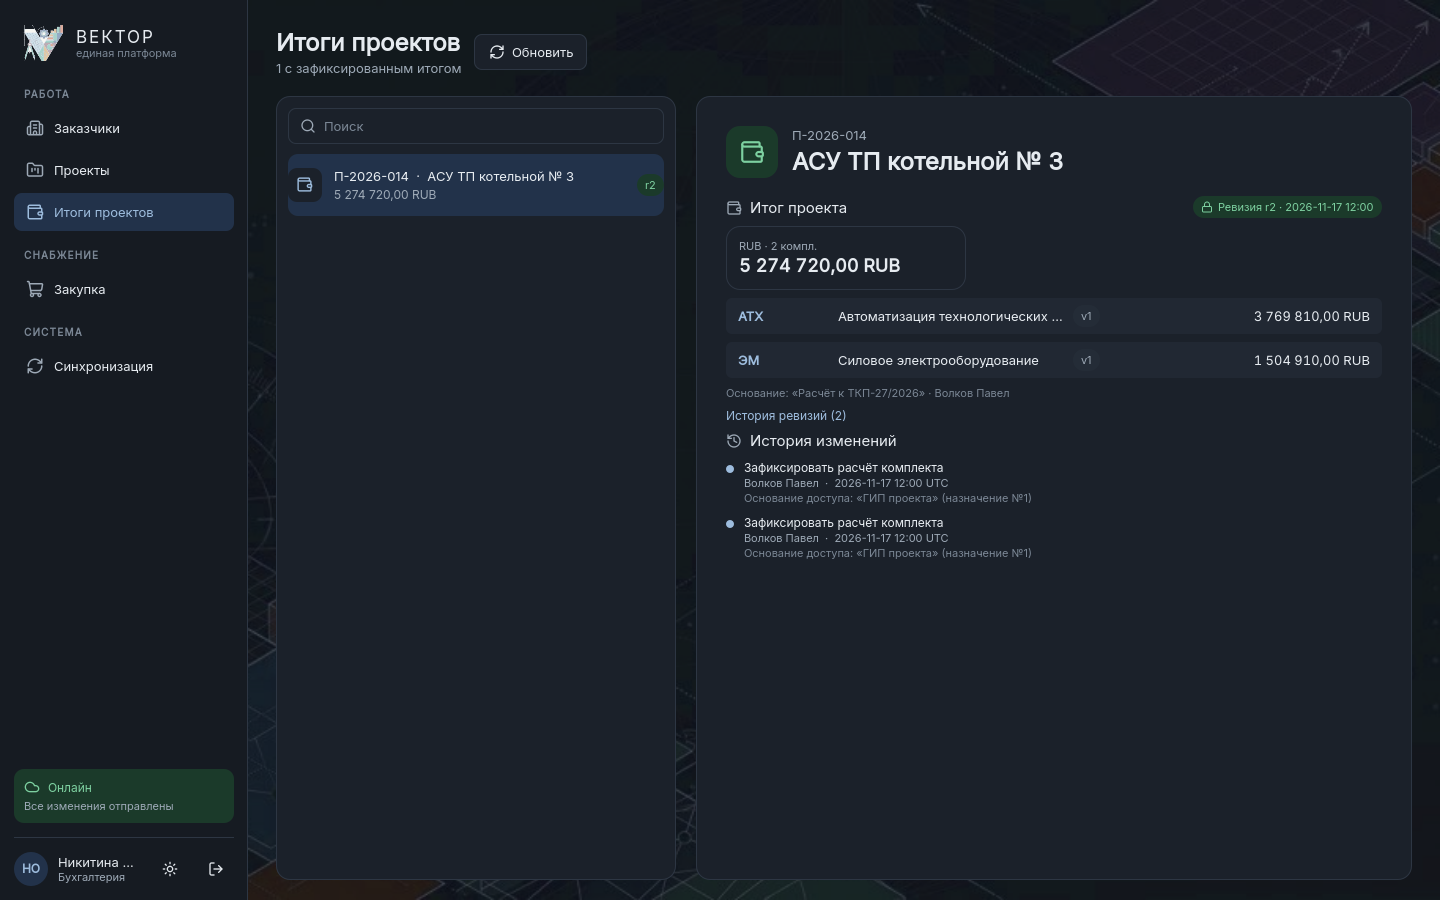 ВЕКТОР
единая платформа
РАБОТА
Заказчики
Проекты
Итоги проектов
СНАБЖЕНИЕ
Закупка
СИСТЕМА
Синхронизация
Онлайн
Все изменения отправлены
НО
Никитина ...
Бухгалтерия
Итоги проектов
1 с зафиксированным итогом
Обновить
Поиск
П-2026-014 · АСУ ТП котельной № 3
5 274 720,00 RUB
r2
П-2026-014
АСУ ТП котельной № 3
Итог проекта
Ревизия r2 · 2026-11-17 12:00
RUB · 2 компл.
5 274 720,00 RUB
АТХ Автоматизация технологических ... v1 3 769 810,00 RUB
ЭМ Силовое электрооборудование v1 1 504 910,00 RUB
Основание: «Расчёт к ТКП-27/2026» · Волков Павел
История ревизий (2)
История изменений
Зафиксировать расчёт комплекта
Волков Павел · 2026-11-17 12:00 UTC
Основание доступа: «ГИП проекта» (назначение №1)
Зафиксировать расчёт комплекта
Волков Павел · 2026-11-17 12:00 UTC
Основание доступа: «ГИП проекта» (назначение №1)